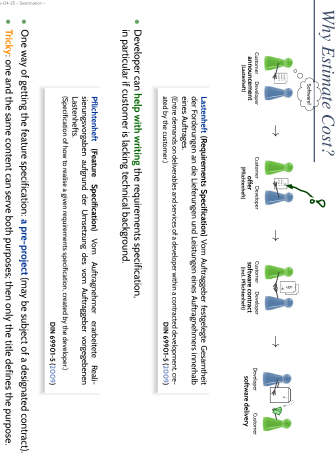 – 04-25 – Sestimation –
Why Estimate Cost?
Software!
Customer Developer
announcement
(Lastenheft)
→
Customer Developer
offer
(Pflichtenheft)
→
Customer Developer
software contract
(incl. Pflichtenheft)
§
→
Developer Customer
software delivery
Lastenheft (Requirements Specification) Vom Auftraggeber festgelegte Gesamtheit
der Forderungen an die Lieferungen und Leistungen eines Auftragnehmers innerhalb
eines Auftrages.
(Entire demands on deliverables and services of a developer within a contracted development, cre-
ated by the customer.) DIN 69901-5 (2009)
• Developer can help with writing the requirements specification,
in particular if customer is lacking technical background.
Pflichtenheft (Feature Specification) Vom Auftragnehmer erarbeitete Reali-
sierungsvorgaben aufgrund der Umsetzung des vom Auftraggeber vorgegebenen
Lastenhefts.
(Specification of how to realise a given requirements specification, created by the developer.)
DIN 69901-5 (2009)
• One way of getting the feature specification: a pre-project (may be subject of a designated contract).
• Tricky: one and the same content can serve both purposes; then only the title defines the purpose.